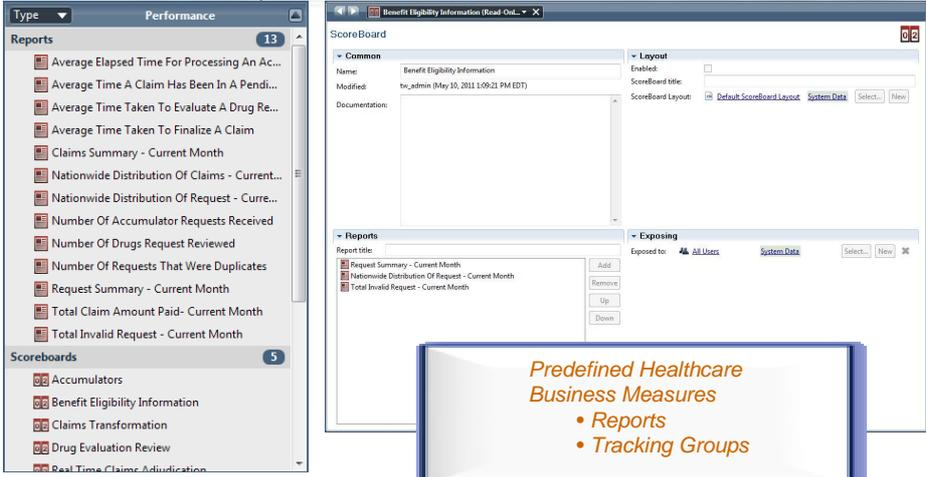 Type ▼ Performance
Reports 13
Average Elapsed Time For Processing An Ac...
Average Time A Claim Has Been In A Pendi...
Average Time Taken To Evaluate A Drug Re...
Average Time Taken To Finalize A Claim
Claims Summary - Current Month
Nationwide Distribution Of Claims - Current...
Nationwide Distribution Of Request - Curre...
Number Of Accumulator Requests Received
Number Of Drugs Request Reviewed
Number Of Requests That Were Duplicates
Request Summary - Current Month
Total Claim Amount Paid- Current Month
Total Invalid Request - Current Month
Scoreboards 5
Accumulators
Benefit Eligibility Information
Claims Transformation
Drug Evaluation Review
Real Time Claims Adjudication
Benefit Eligibility Information (Read-Onl...
ScoreBoard
Common
Name: Benefit Eligibility Information
Modified: tw_admin (May 10, 2011 1:09:21 PM EDT)
Documentation:
Layout
Enabled:
ScoreBoard title:
ScoreBoard Layout: Default ScoreBoard Layout System Data Select... New
Reports
Report title:
Request Summary - Current Month
Nationwide Distribution Of Request - Current Month
Total Invalid Request - Current Month
Add
Remove
Up
Down
Exposing
Exposed to: All Users System Data Select... New
Predefined Healthcare
Business Measures
• Reports
• Tracking Groups